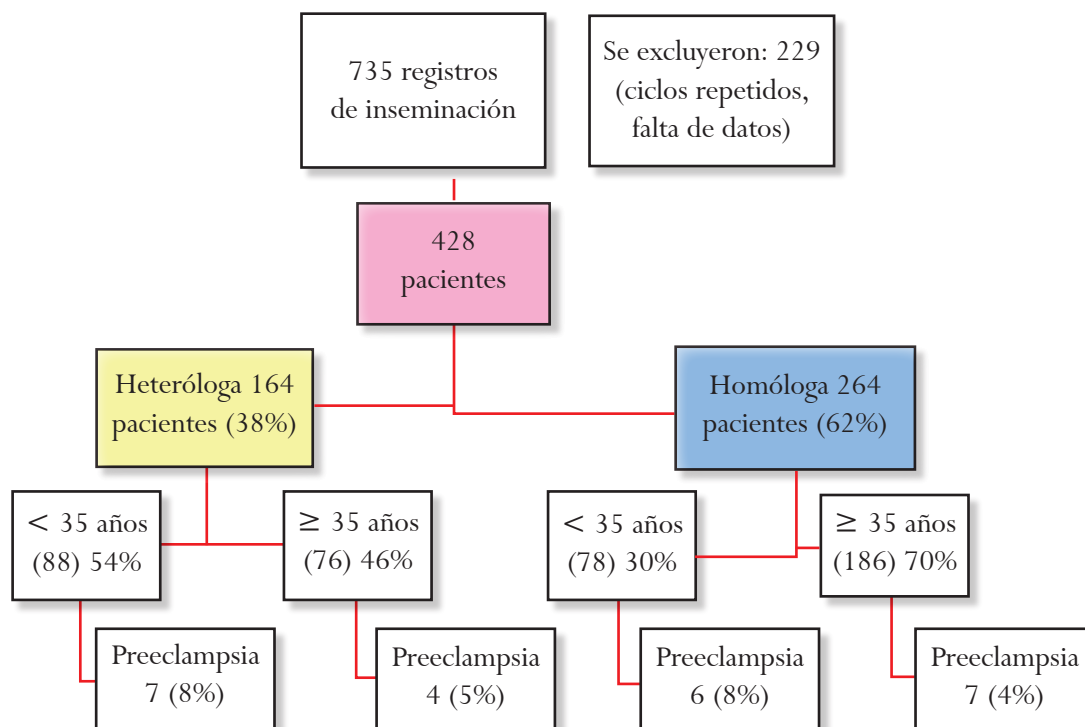 735 registros
de inseminación
Se excluyeron: 229
(ciclos repetidos,
falta de datos)
428
pacientes
Heteróloga 164
pacientes (38%)
Homóloga 264
pacientes (62%)
< 35 años
(88) 54%
≥ 35 años
(76) 46%
< 35 años
(78) 30%
≥ 35 años
(186) 70%
Preeclampsia
7 (8%)
Preeclampsia
4 (5%)
Preeclampsia
6 (8%)
Preeclampsia
7 (4%)